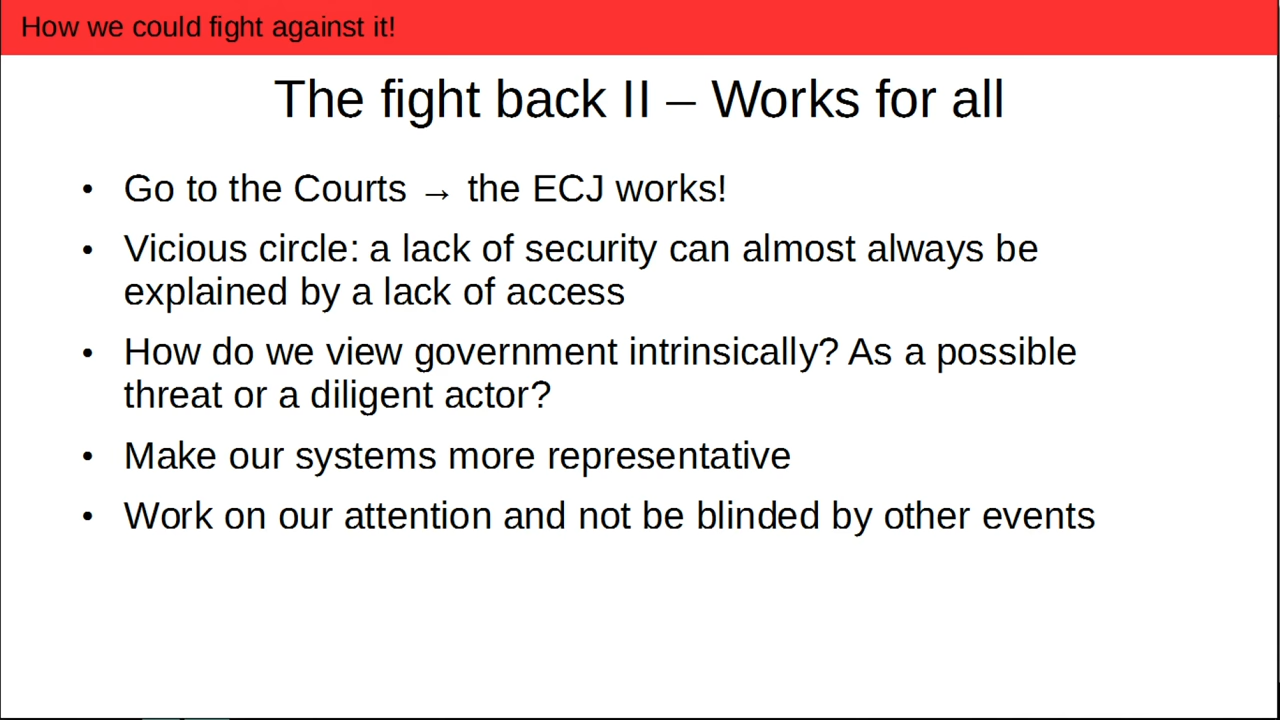 How we could fight against it!
The fight back II – Works for all
• Go to the Courts → the ECJ works!
• Vicious circle: a lack of security can almost always be
explained by a lack of access
• How do we view government intrinsically? As a possible
threat or a diligent actor?
• Make our systems more representative
• Work on our attention and not be blinded by other events